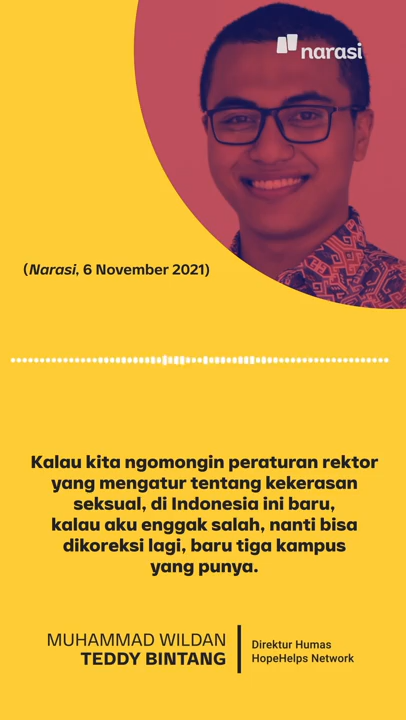 narasi
(Narasi, 6 November 2021)
Kalau kita ngomongin peraturan rektor
yang mengatur tentang kekerasan
seksual, di Indonesia ini baru,
kalau aku enggak salah, nanti bisa
dikoreksi lagi, baru tiga kampus
yang punya.
MUHAMMAD WILDAN
TEDDY BINTANG
Direktur Humas
HopeHelps Network